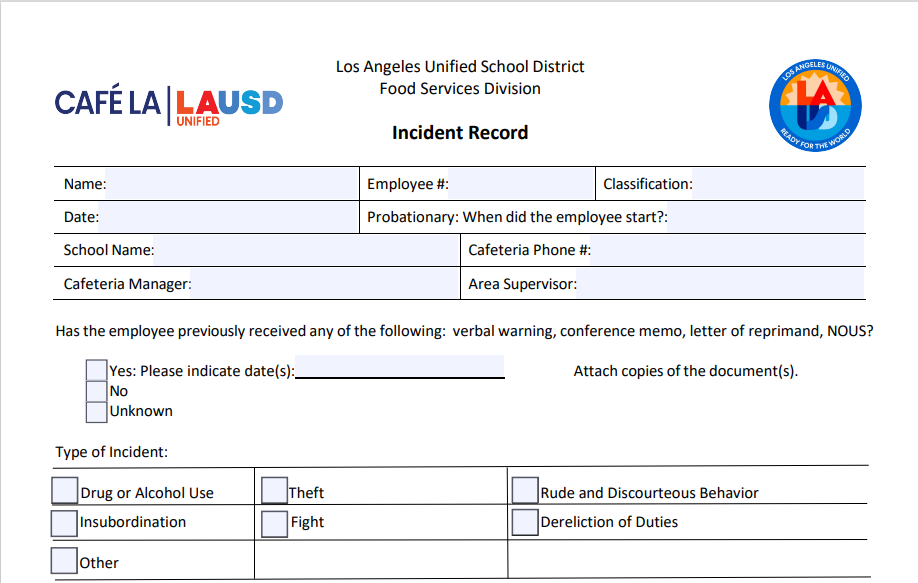 Los Angeles Unified School District
Food Services Division
CAFÉ LA | LAUSD
UNIFIED
LOS ANGELES UNIFIED
LAUSD
READY FOR THE WORLD
Incident Record
Name: Employee #: Classification:
Date: Probationary: When did the employee start?:
School Name: Cafeteria Phone #:
Cafeteria Manager: Area Supervisor:
Has the employee previously received any of the following: verbal warning, conference memo, letter of reprimand, NOUS?
Yes: Please indicate date(s): Attach copies of the document(s).
No
Unknown
Type of Incident:
Drug or Alcohol Use Theft Rude and Discourteous Behavior
Insubordination Fight Dereliction of Duties
Other